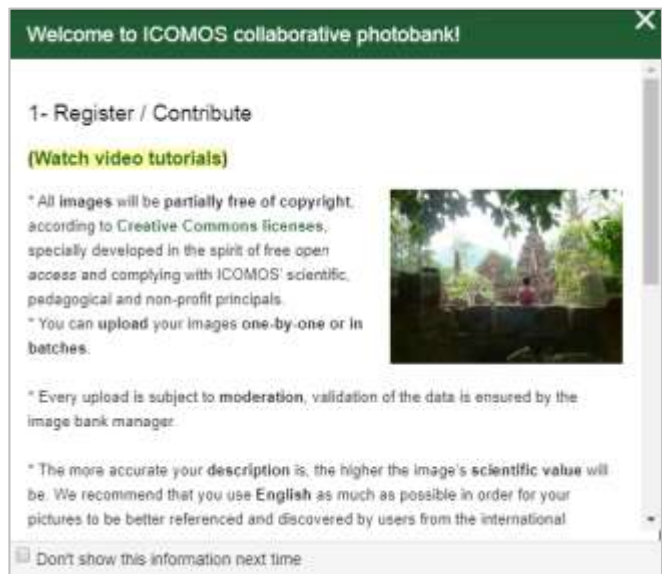 Welcome to ICOMOS collaborative photobank!
1- Register / Contribute
(Watch video tutorials)
* All images will be partially free of copyright,
according to Creative Commons licenses,
specially developed in the spirit of free open
access and complying with ICOMOS' scientific,
pedagogical and non-profit principals.
* You can upload your images one-by-one or in
batches.
* Every upload is subject to moderation, validation of the data is ensured by the
image bank manager.
* The more accurate your description is, the higher the image's scientific value will
be. We recommend that you use English as much as possible in order for your
pictures to be better referenced and discovered by users from the international
Don't show this information next time